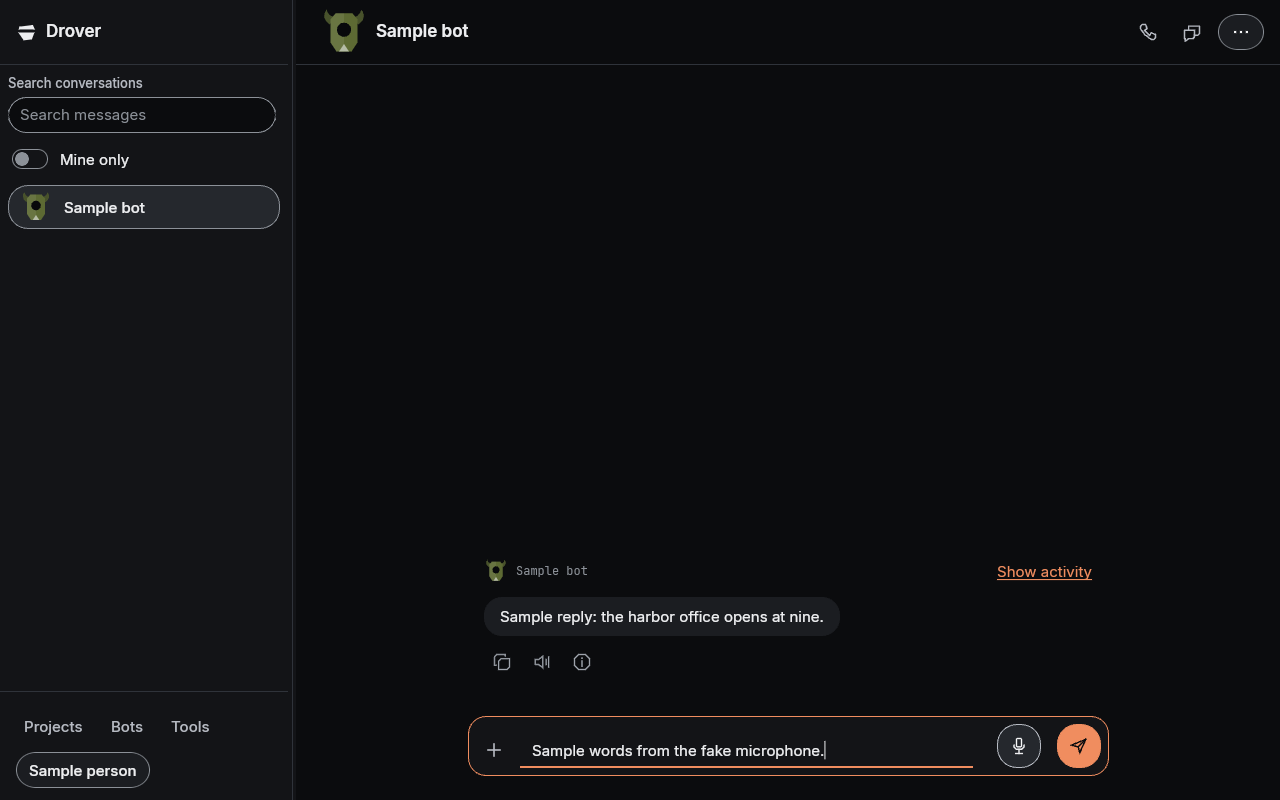 Drover
Sample bot
Search conversations
Search messages
Mine only
Sample bot
Sample bot
Show activity
Sample reply: the harbor office opens at nine.
Sample words from the fake microphone.
Projects
Bots
Tools
Sample person